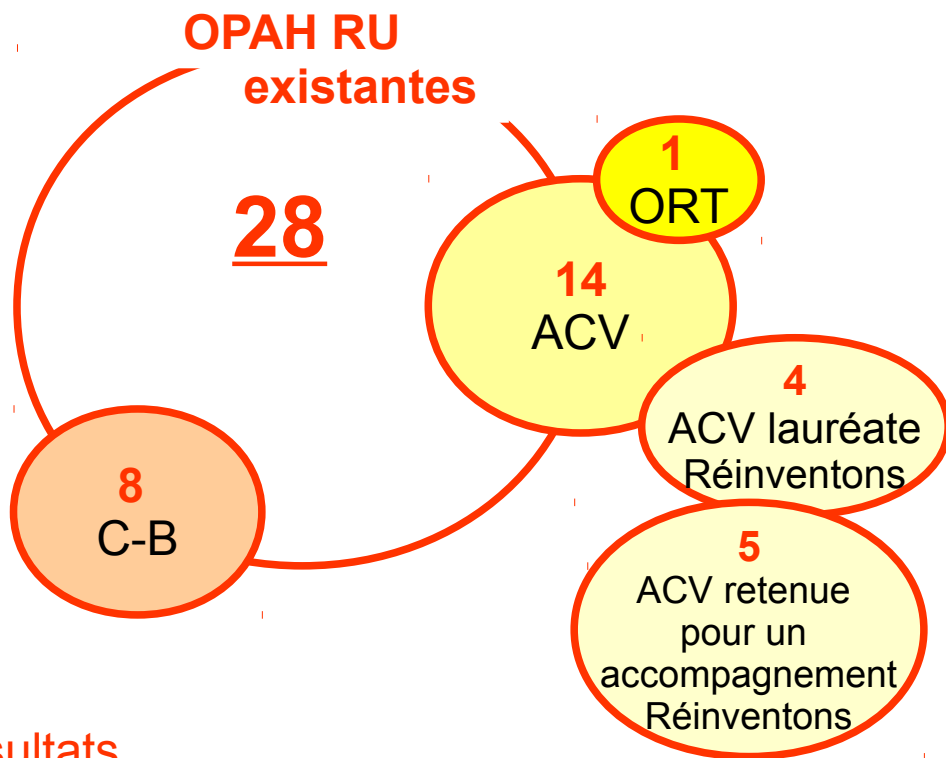 OPAH RU
existantes
28
1
ORT
14
ACV
4
ACV lauréate
Réinventons
8
C-B
5
ACV retenue
pour un
accompagnement
Réinventons